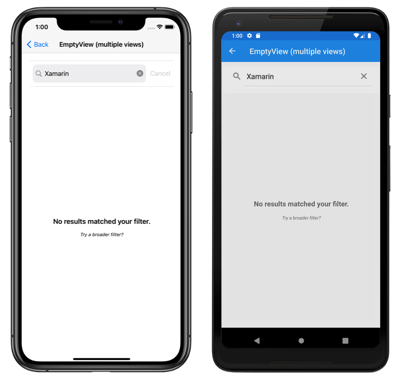 1:00
Back EmptyView (multiple views)
Xamarin Cancel
No results matched your filter.
Try a broader filter?
1:00
EmptyView (multiple views)
Xamarin
No results matched your filter.
Try a broader filter?